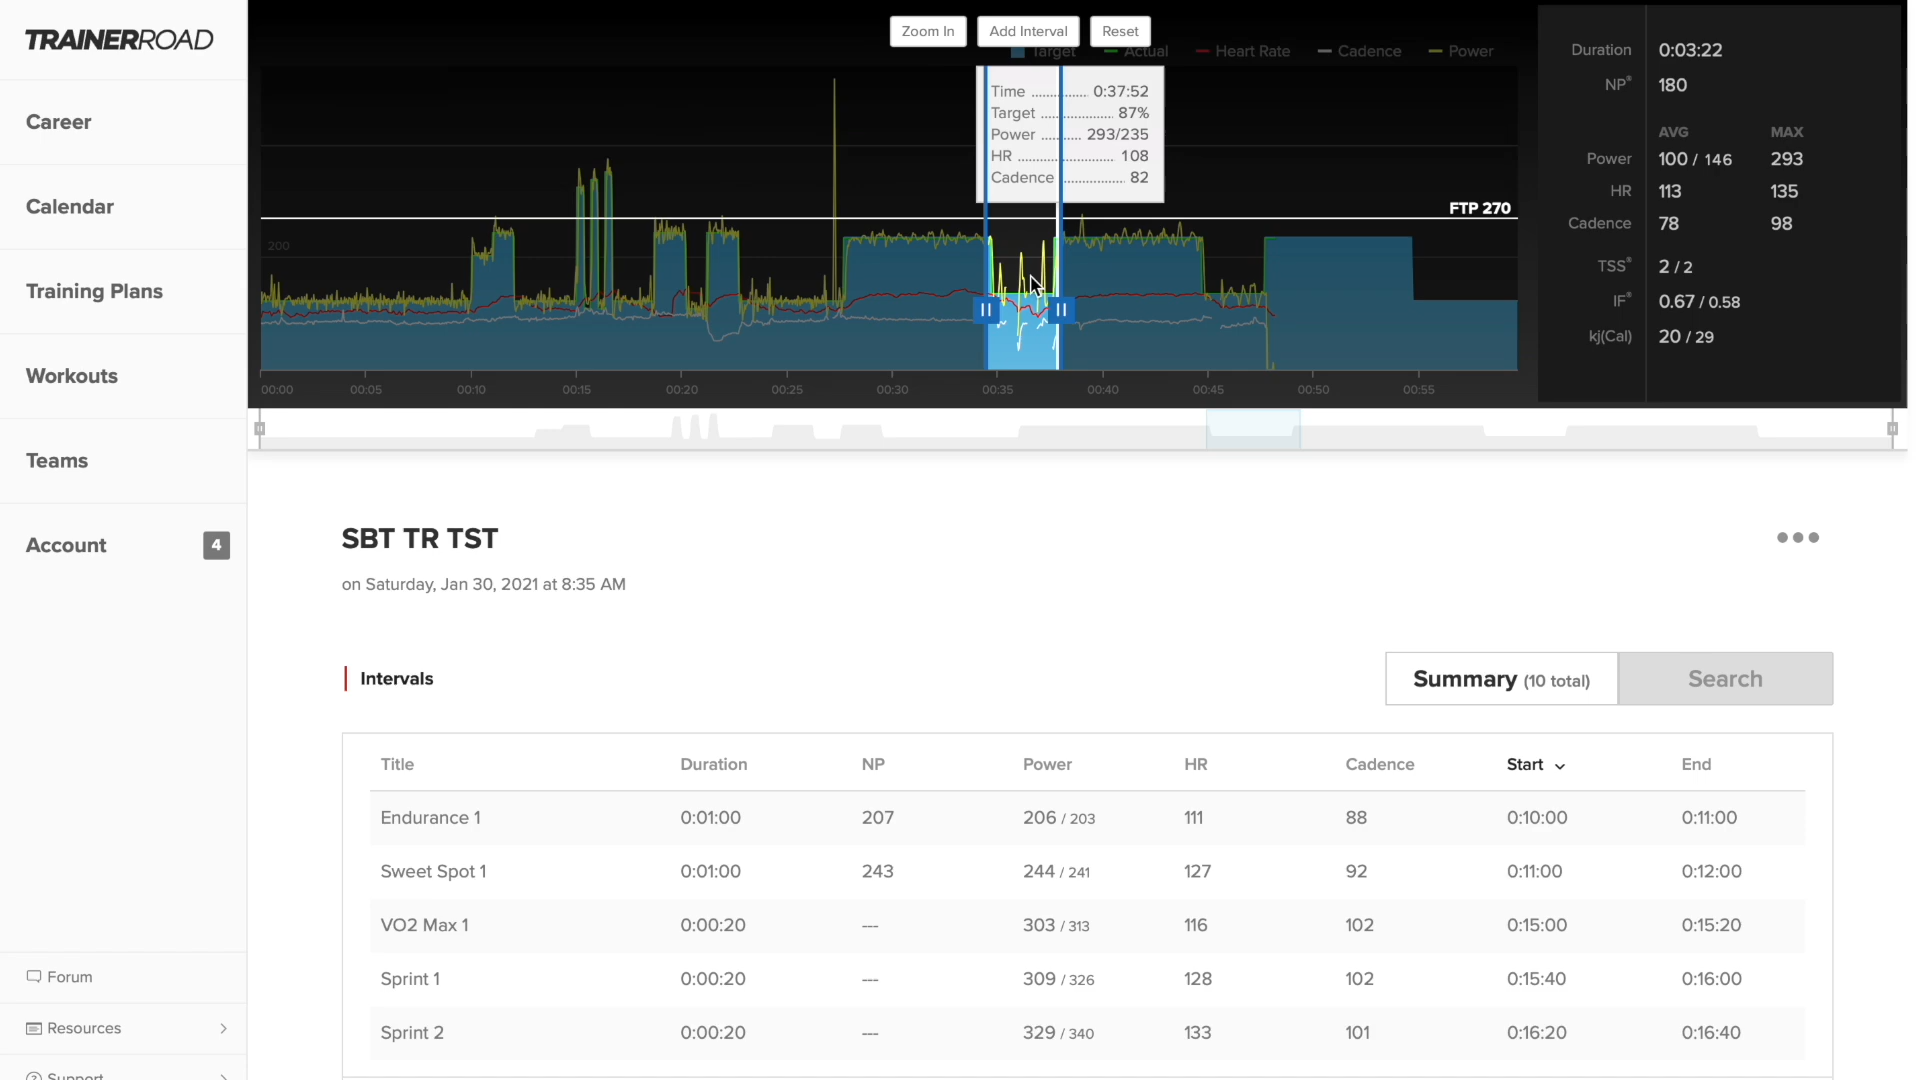 TRAINERROAD
Career
Calendar
Training Plans
Workouts
Teams
Account 4
Forum
Resources
Support
Zoom In Add Interval Reset
Target Actual Heart Rate Cadence Power
Time .............. 0:37:52
Target .................. 87%
Power .......... 293/235
HR ........................ 108
Cadence ............... 82
FTP 270
200
00:00 00:05 00:10 00:15 00:20 00:25 00:30 00:35 00:40 00:45 00:50 00:55
Duration 0:03:22
NP® 180
AVG MAX
Power 100 / 146 293
HR 113 135
Cadence 78 98
TSS® 2 / 2
IF® 0.67 / 0.58
kj(Cal) 20 / 29
SBT TR TST
on Saturday, Jan 30, 2021 at 8:35 AM
Intervals
Summary (10 total) Search
Title Duration NP Power HR Cadence Start End
Endurance 1 0:01:00 207 206 / 203 111 88 0:10:00 0:11:00
Sweet Spot 1 0:01:00 243 244 / 241 127 92 0:11:00 0:12:00
VO2 Max 1 0:00:20 --- 303 / 313 116 102 0:15:00 0:15:20
Sprint 1 0:00:20 --- 309 / 326 128 102 0:15:40 0:16:00
Sprint 2 0:00:20 --- 329 / 340 133 101 0:16:20 0:16:40